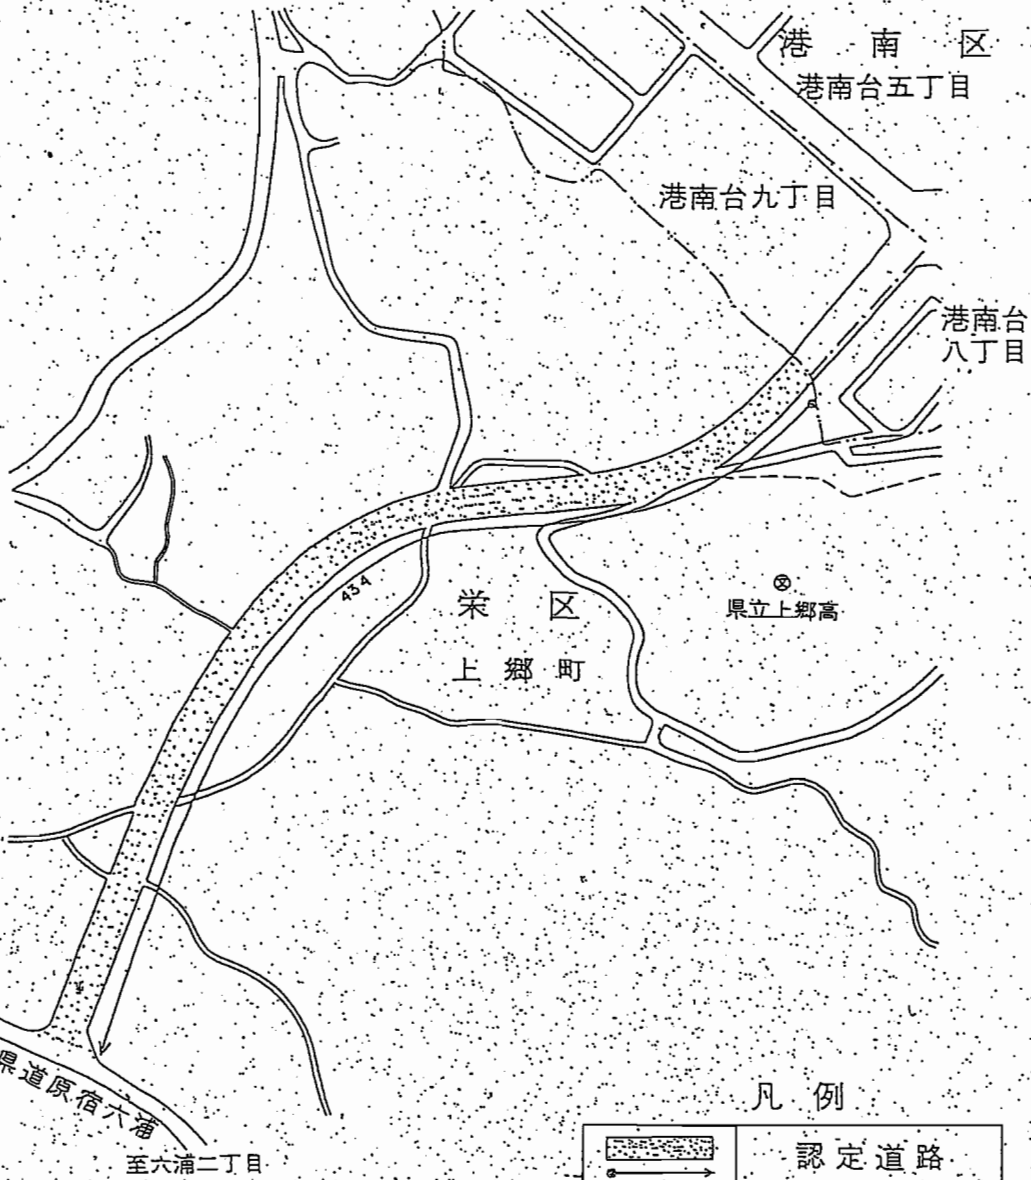 港南区
港南台五丁目
港南台九丁目
港南台
八丁目
434
栄区
上郷町
県立上郷高
県道原宿六浦
至六浦二丁目
凡例
認定道路